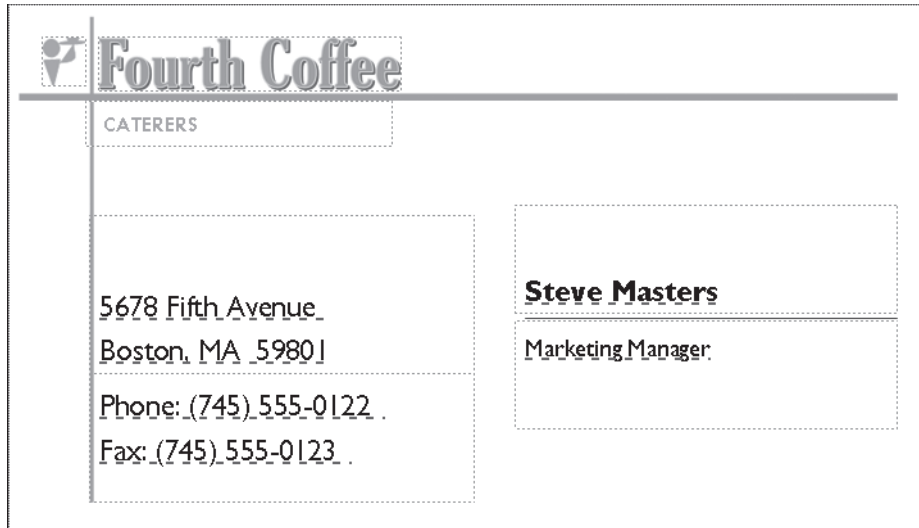 Fourth Coffee
CATERERS
5678 Fifth Avenue
Boston, MA 59801
Phone: (745) 555-0122
Fax: (745) 555-0123
Steve Masters
Marketing Manager